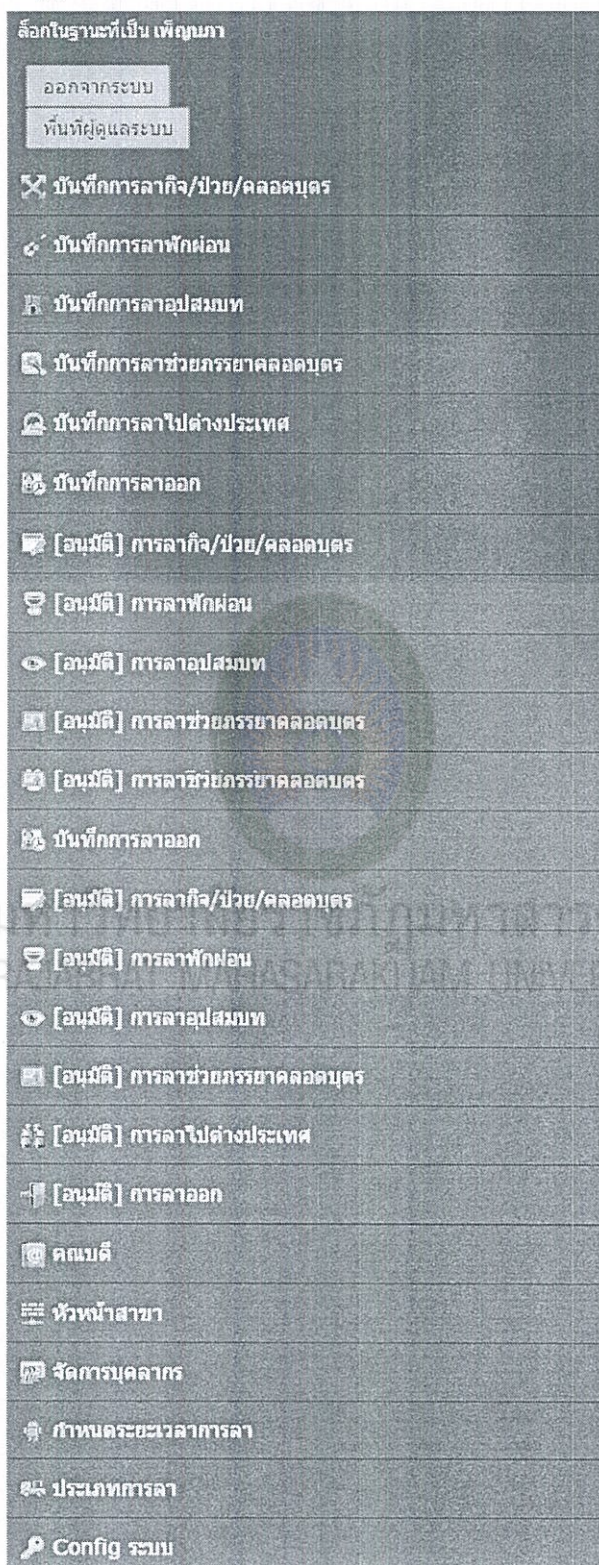 ล็อกในฐานะที่เป็น เพ็ญนภา
ออกจากระบบ
พื้นที่ผู้ดูแลระบบ
บันทึกการลากิจ/ป่วย/คลอดบุตร
บันทึกการลาพักผ่อน
บันทึกการลาอุปสมบท
บันทึกการลาช่วยภรรยาคลอดบุตร
บันทึกการลาไปต่างประเทศ
บันทึกการลาออก
[อนุมัติ] การลากิจ/ป่วย/คลอดบุตร
[อนุมัติ] การลาพักผ่อน
[อนุมัติ] การลาอุปสมบท
[อนุมัติ] การลาช่วยภรรยาคลอดบุตร
[อนุมัติ] การลาช่วยภรรยาคลอดบุตร
บันทึกการลาออก
[อนุมัติ] การลากิจ/ป่วย/คลอดบุตร
[อนุมัติ] การลาพักผ่อน
MAHASARAKHAM
[อนุมัติ] การลาอุปสมบท
[อนุมัติ] การลาช่วยภรรยาคลอดบุตร
[อนุมัติ] การลาไปต่างประเทศ
[อนุมัติ] การลาออก
คณบดี
หัวหน้าสาขา
จัดการบุคลากร
กำหนดระยะเวลาการลา
ประเภทการลา
Config ระบบ